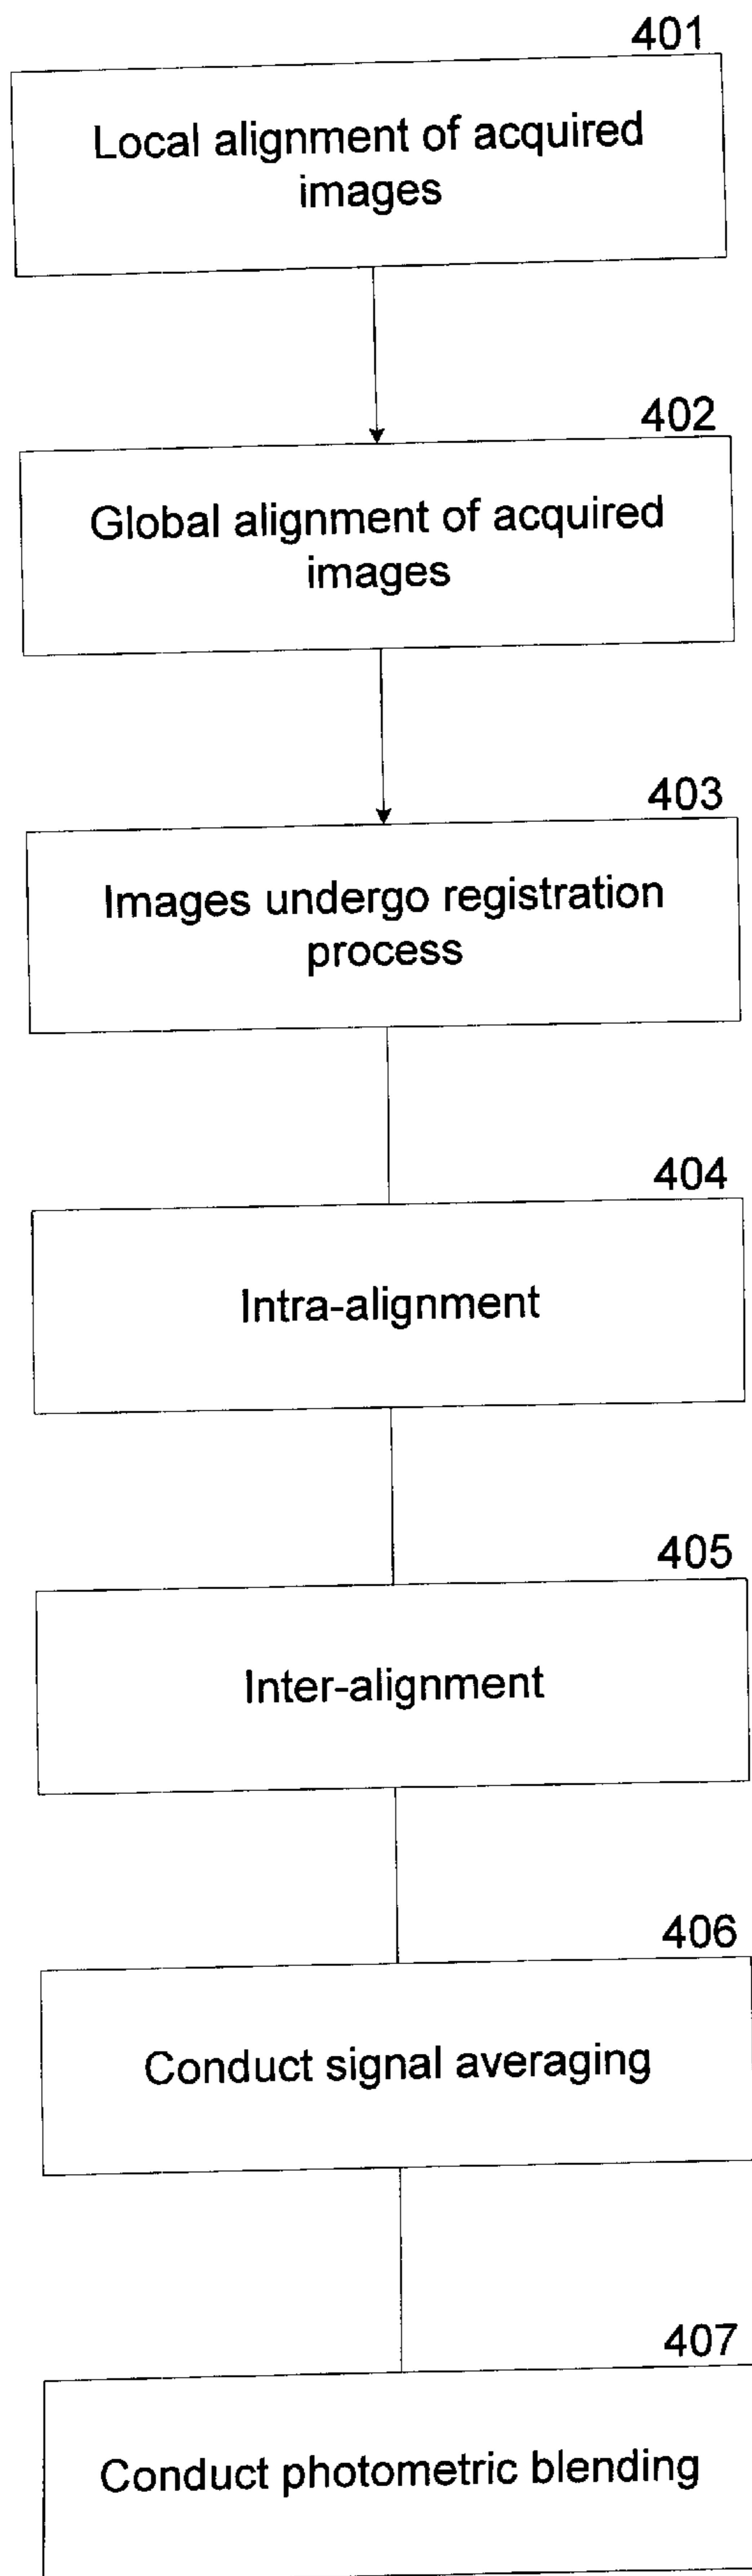 401
Local alignment of acquired
images
402
Global alignment of acquired
images
403
Images undergo registration
process
404
Intra-alignment
405
Inter-alignment
406
Conduct signal averaging
407
Conduct photometric blending